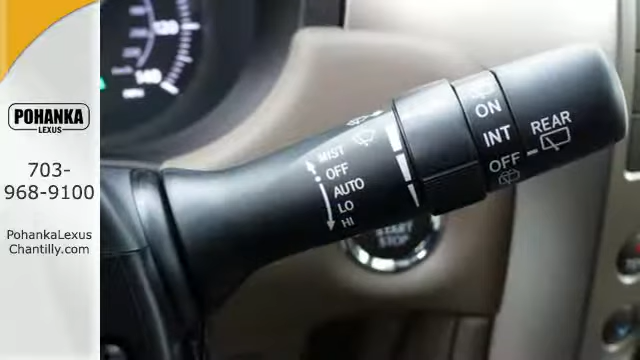 POHANKA
LEXUS
703-
968-9100
PohankaLexus
Chantilly.com
120
140
MIST
OFF
AUTO
LO
HI
ON
INT
OFF
REAR
START
STOP